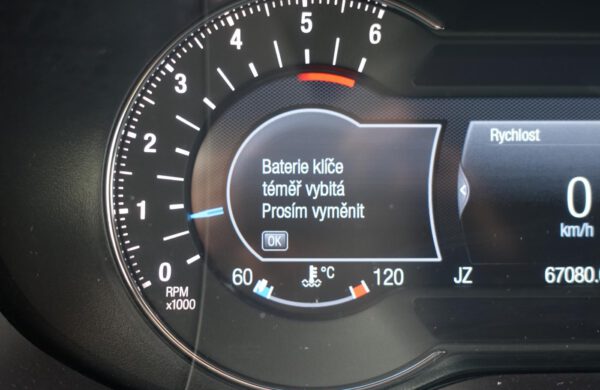 6
5
4
3
2
1
0
RPM
x1000
Baterie klíče
téměř vybitá
Prosím vyměnit
OK
60 °C 120
Rychlost
0
km/h
JZ
67080.